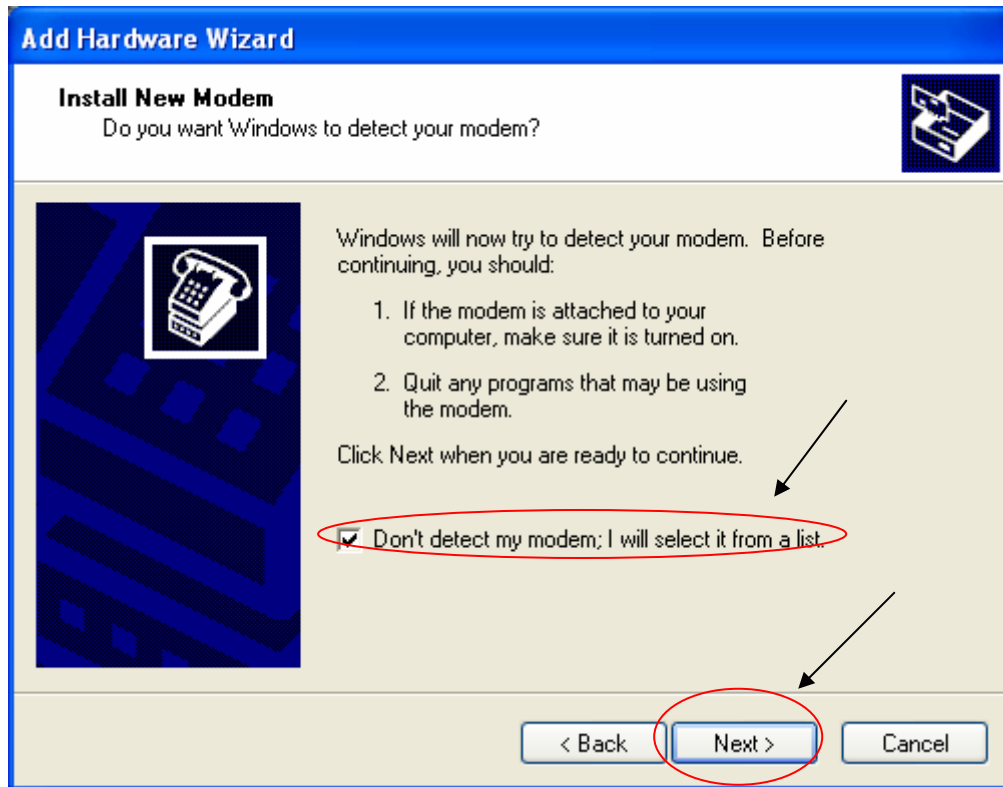 Add Hardware Wizard
Install New Modem
Do you want Windows to detect your modem?
Windows will now try to detect your modem. Before
continuing, you should:
1. If the modem is attached to your
computer, make sure it is turned on.
2. Quit any programs that may be using
the modem.
Click Next when you are ready to continue.
Don't detect my modem; I will select it from a list.
< Back
Next >
Cancel